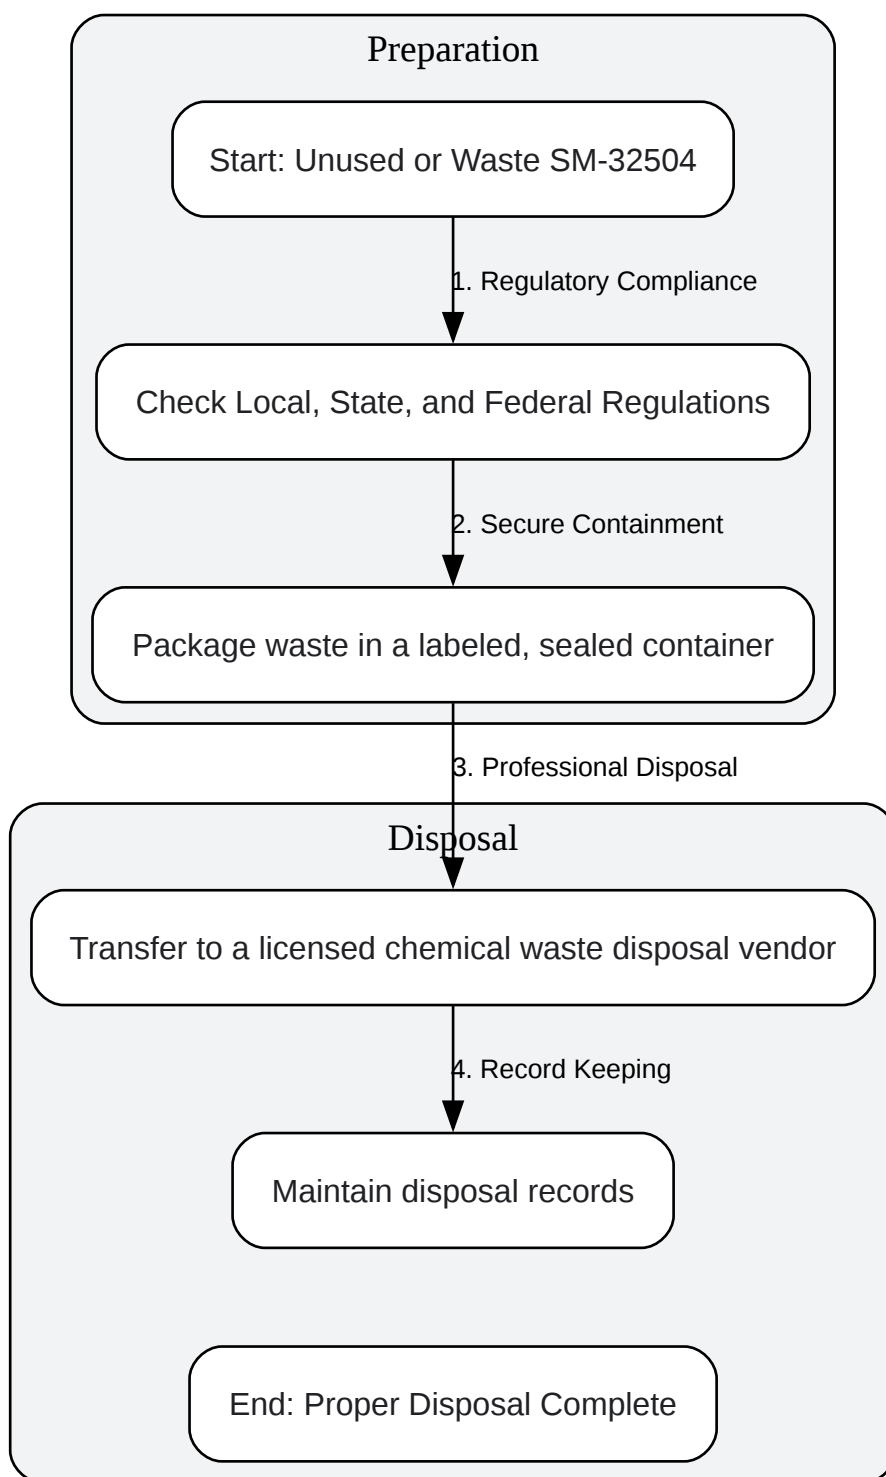 Preparation
Start: Unused or Waste SM-32504
1. Regulatory Compliance
Check Local, State, and Federal Regulations
2. Secure Containment
Package waste in a labeled, sealed container
3. Professional Disposal
Disposal
Transfer to a licensed chemical waste disposal vendor
4. Record Keeping
Maintain disposal records
End: Proper Disposal Complete